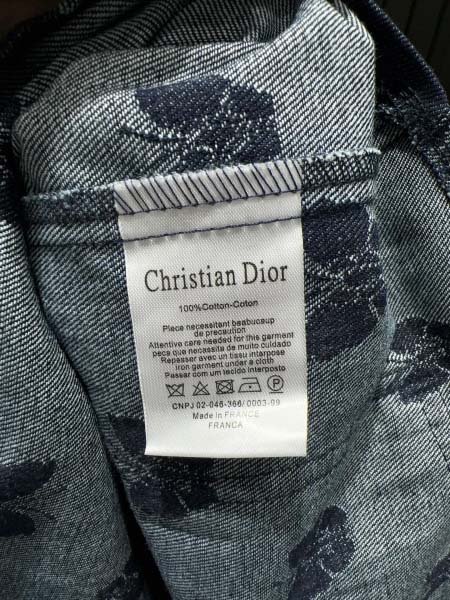 Christian Dior
100%Cotton-Coton
Place necessitant beabucaup
de precaution
Attentive care needed for this garment
peca que necessita de muito cuidado
Repasser avec un tissu interpose
iron garment under a cloth
Passar com um tecido interposto
CNPJ 02-046-366/0003-99
Made in FRANCE
FRANCA